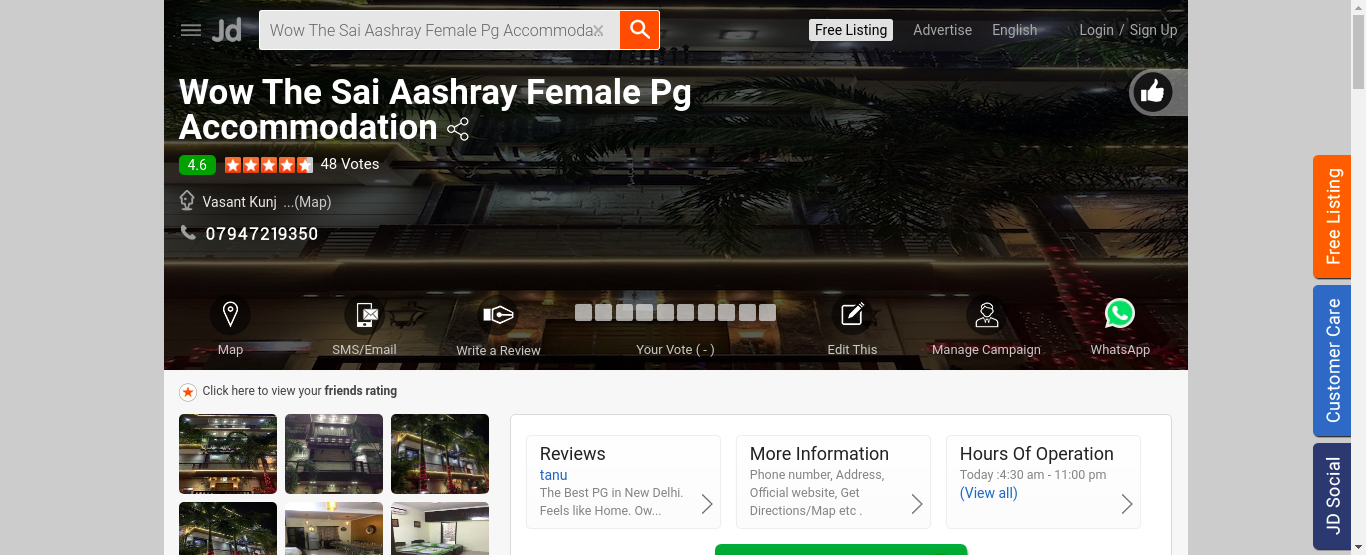 Jd
Wow The Sai Aashray Female Pg Accommoda
Free Listing
Advertise
English
Login / Sign Up
Wow The Sai Aashray Female Pg
Accommodation
4.6
48 Votes
Vasant Kunj ...(Map)
07947219350
Map
SMS/Email
Write a Review
Your Vote ( - )
Edit This
Manage Campaign
WhatsApp
Click here to view your friends rating
Reviews
tanu
The Best PG in New Delhi.
Feels like Home. Ow...
More Information
Phone number, Address,
Official website, Get
Directions/Map etc .
Hours Of Operation
Today :4:30 am - 11:00 pm
(View all)
Free Listing
Customer Care
JD Social